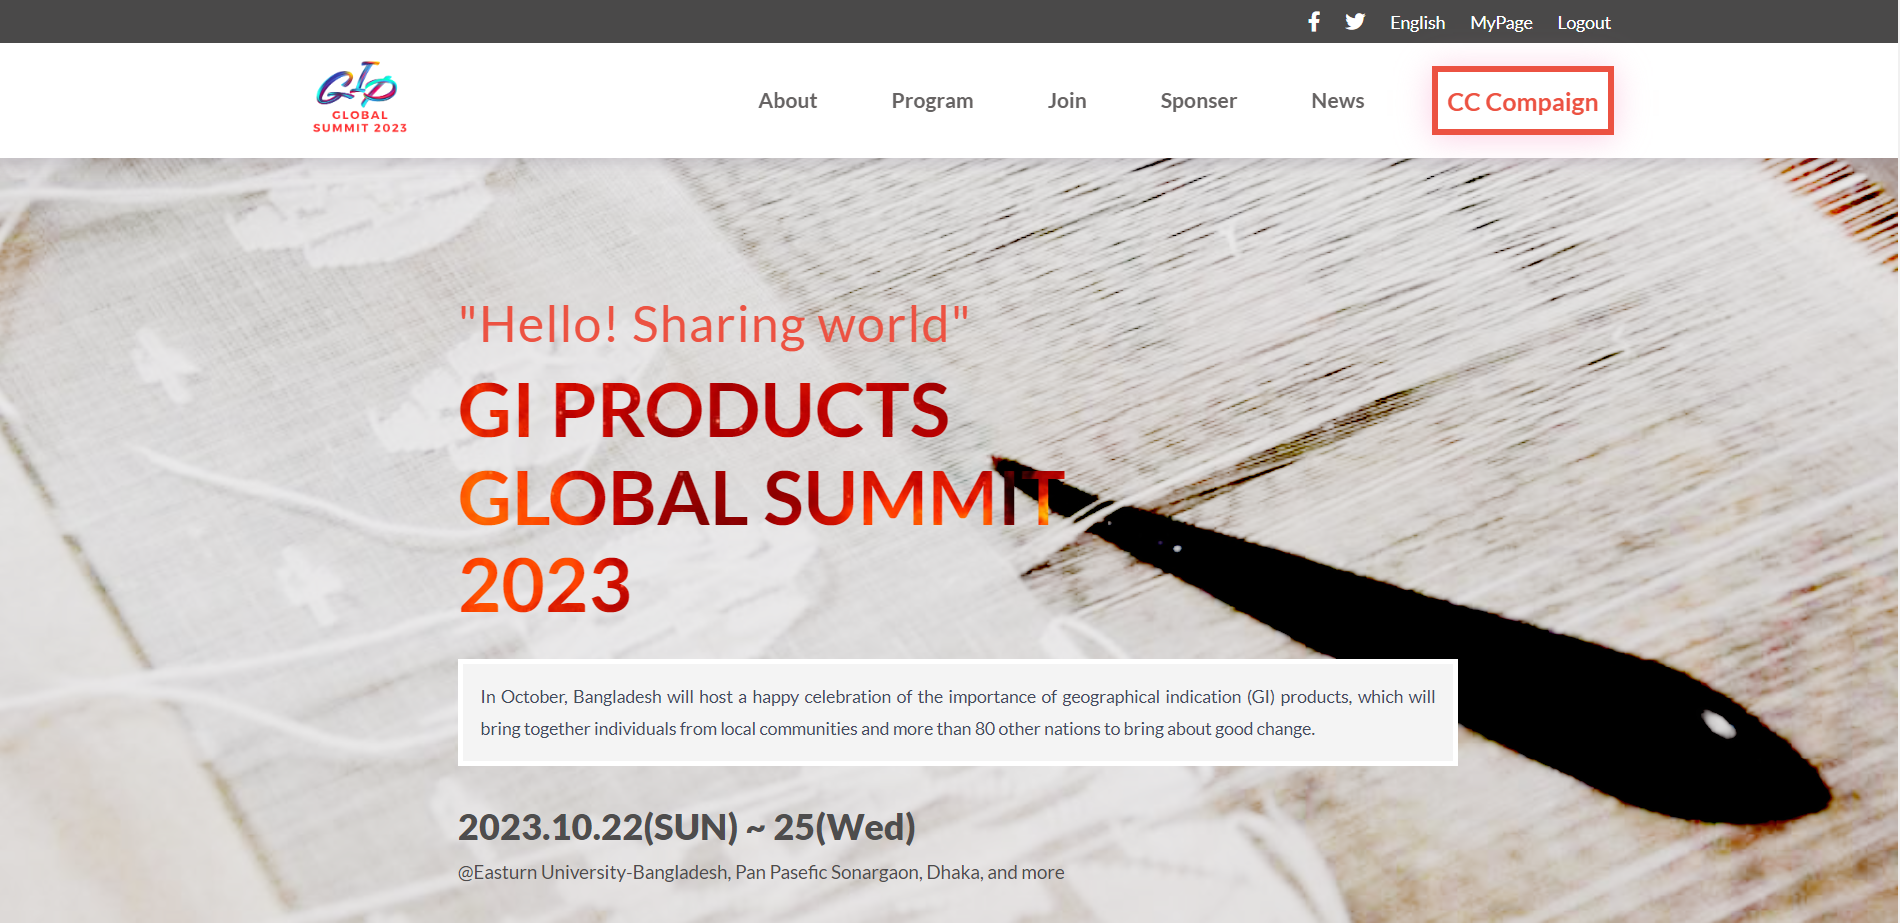 English MyPage Logout
GIP
GLOBAL
SUMMIT 2023
About Program Join Sponser News CC Compaign
"Hello! Sharing world"
GI PRODUCTS
GLOBAL SUMMIT
2023
In October, Bangladesh will host a happy celebration of the importance of geographical indication (GI) products, which will
bring together individuals from local communities and more than 80 other nations to bring about good change.
2023.10.22(SUN) ~ 25(Wed)
@Easturn University-Bangladesh, Pan Pasefic Sonargaon, Dhaka, and more